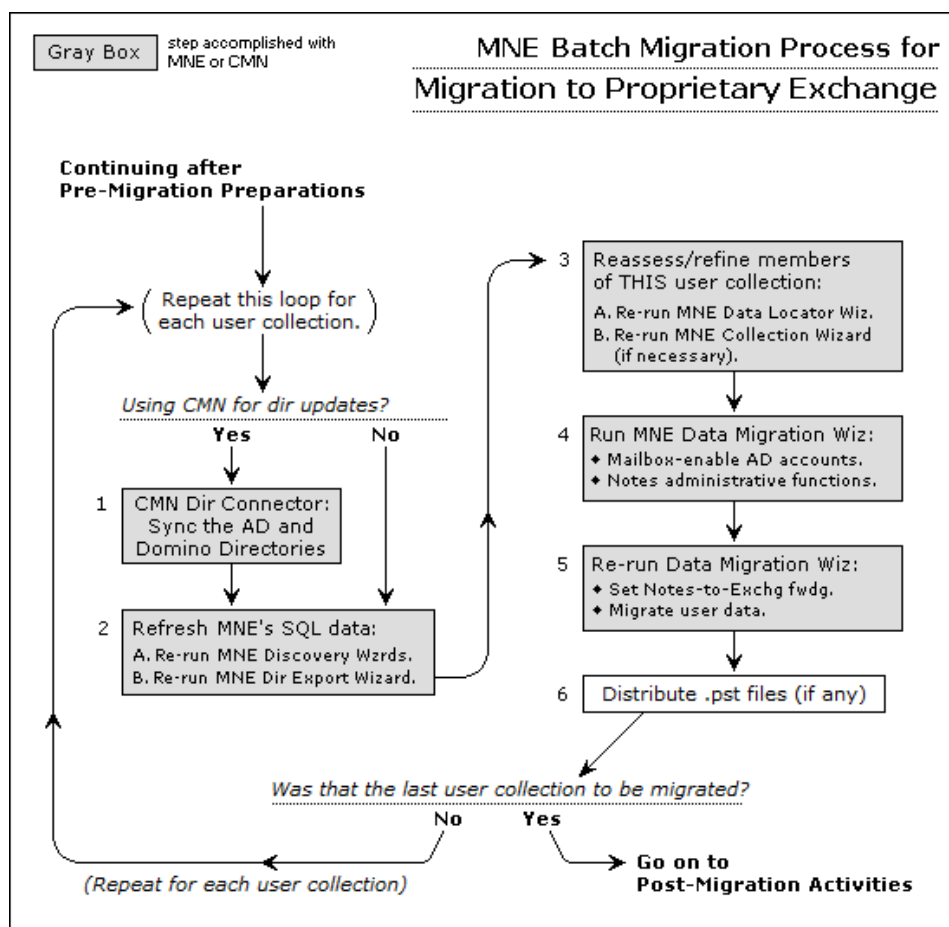 Gray Box
step accomplished with
MNE or CMN
MNE Batch Migration Process for
Migration to Proprietary Exchange
Continuing after
Pre-Migration Preparations
(Repeat this loop for
each user collection.)
Using CMN for dir updates?
Yes No
1 CMN Dir Connector:
Sync the AD and
Domino Directories
2 Refresh MNE's SQL data:
A. Re-run MNE Discovery Wzrds.
B. Re-run MNE Dir Export Wizard.
3 Reassess/refine members
of THIS user collection:
A. Re-run MNE Data Locator Wiz.
B. Re-run MNE Collection Wizard
(if necessary).
4 Run MNE Data Migration Wiz:
◆ Mailbox-enable AD accounts.
◆ Notes administrative functions.
5 Re-run Data Migration Wiz:
◆ Set Notes-to-Exchg fwdg.
◆ Migrate user data.
6 Distribute .pst files (if any)
Was that the last user collection to be migrated?
No Yes
(Repeat for each user collection)
Go on to
Post-Migration Activities